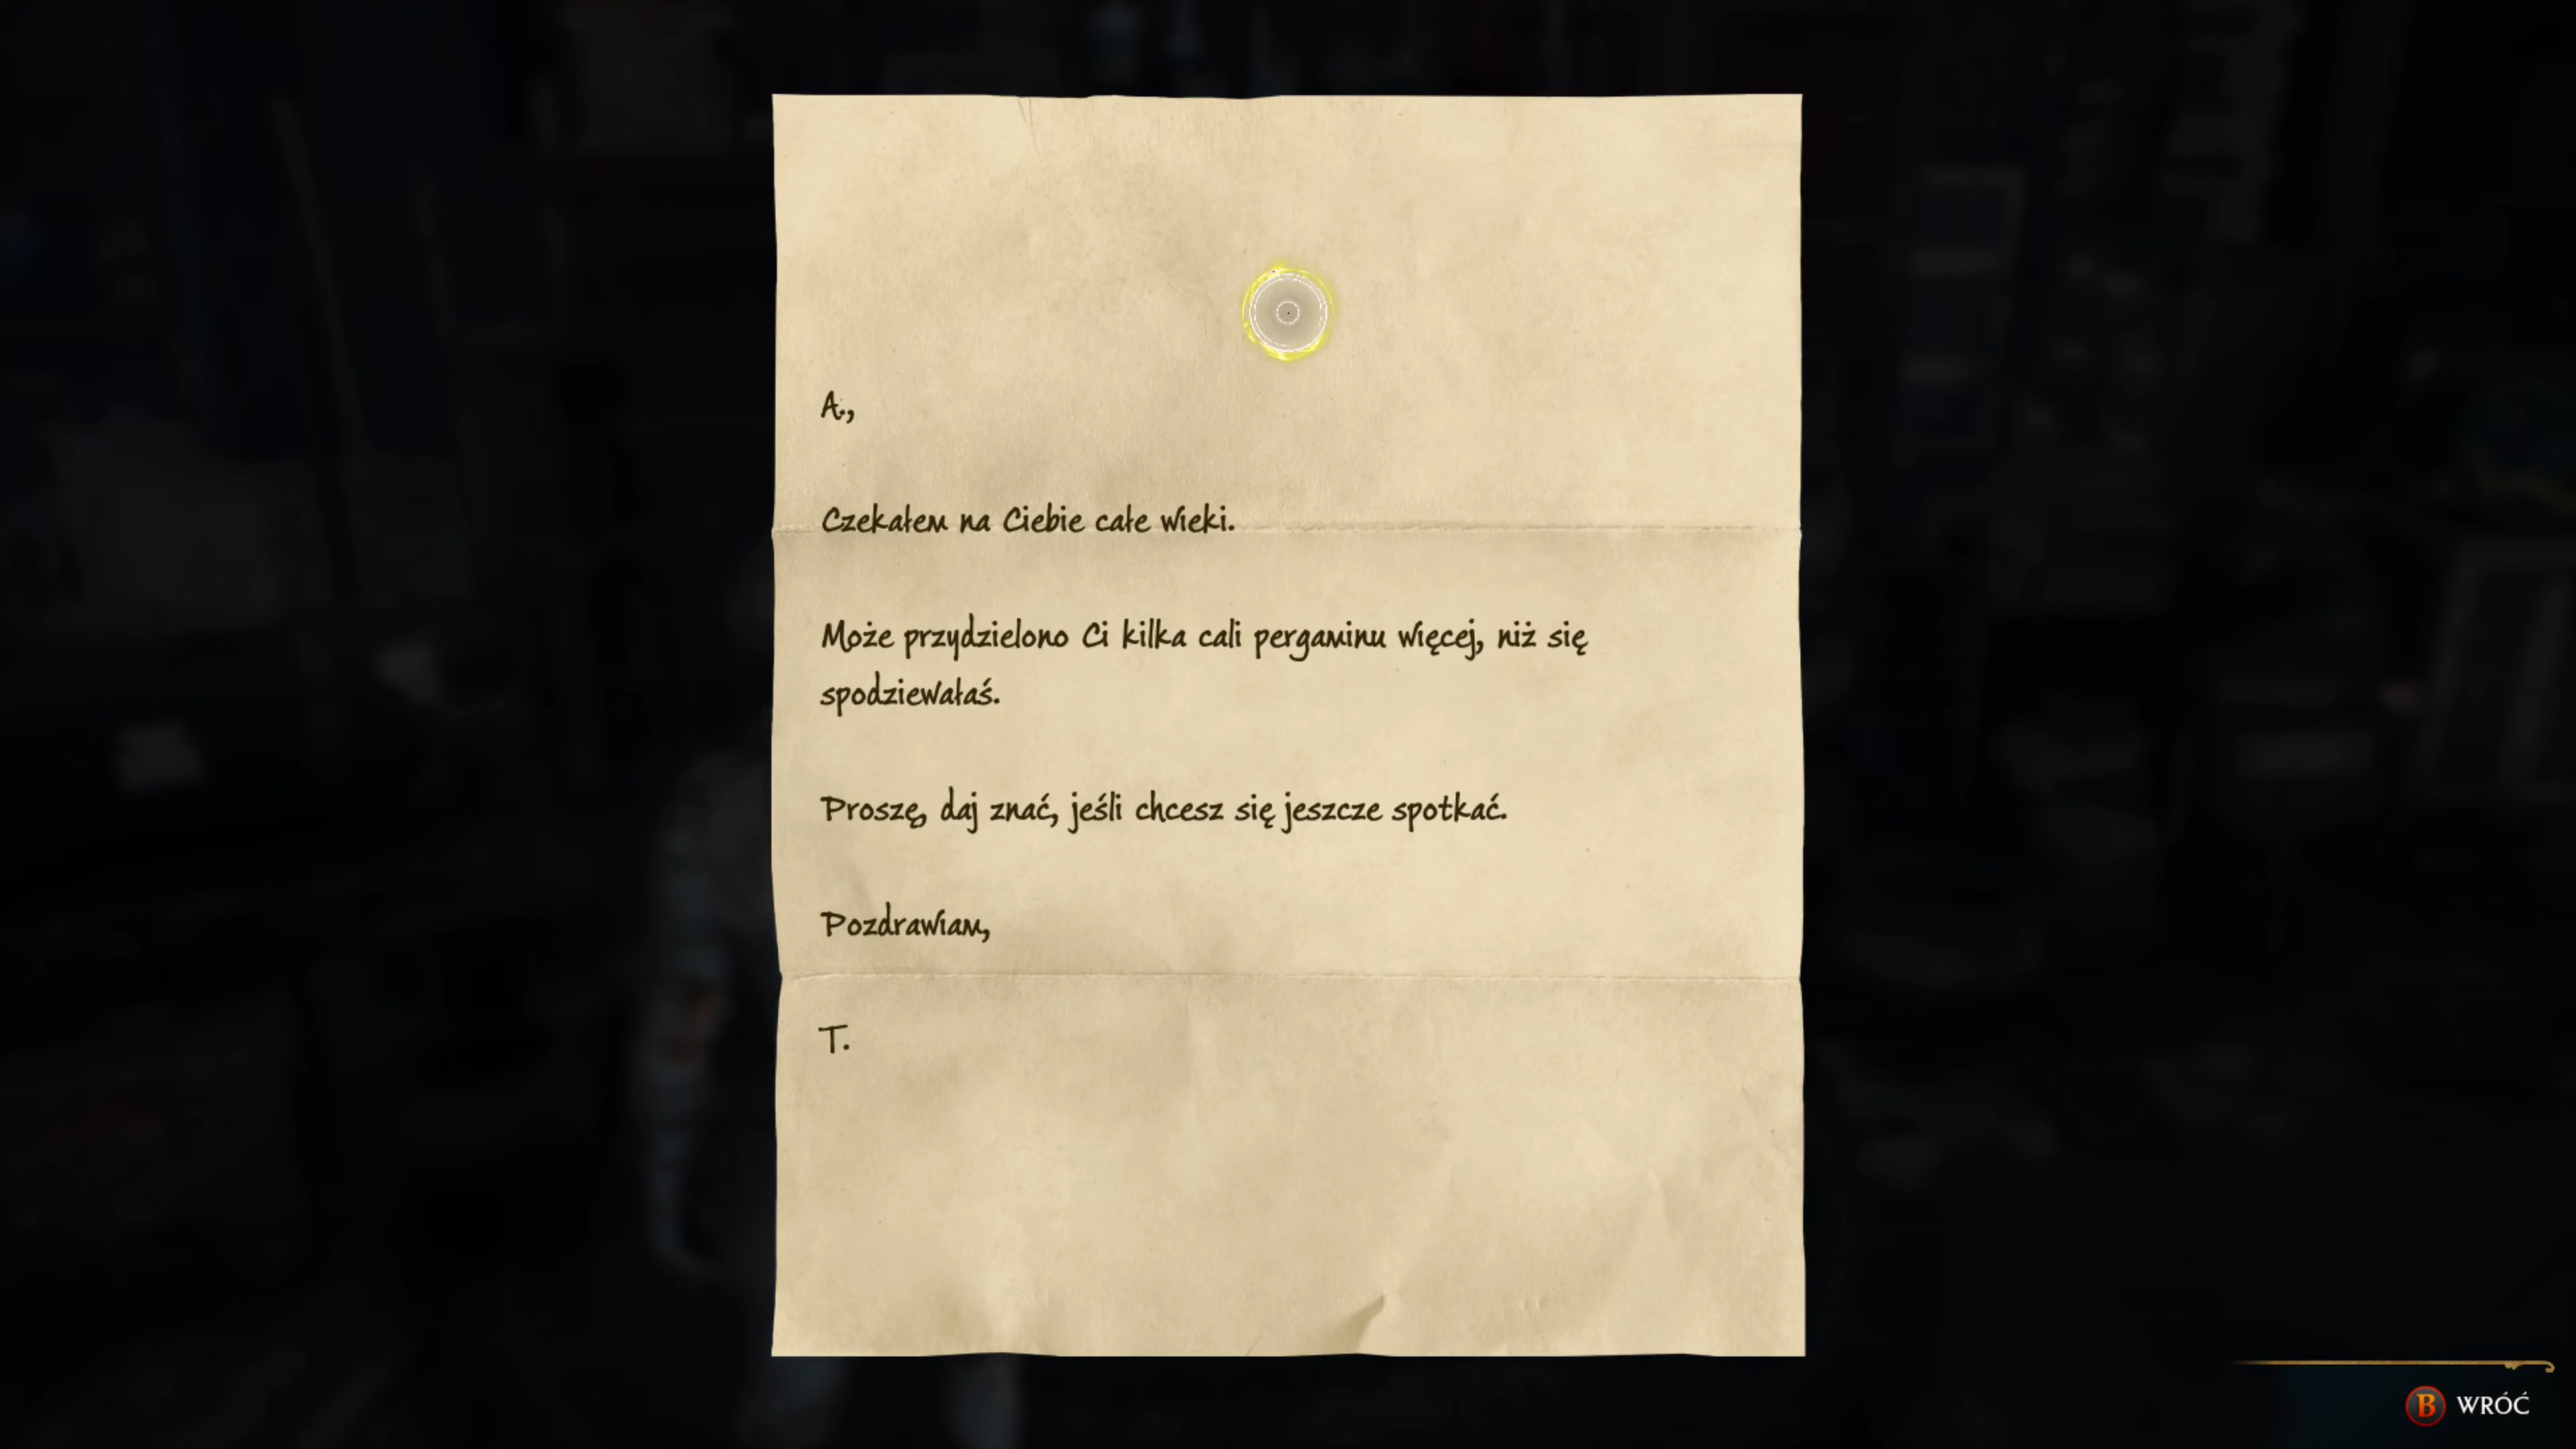 A.,
Czekałem na Ciebie całe wieki.
Może przydzielono Ci kilka cali pergaminu więcej, niż się
spodziewałaś.
Proszę, daj znać, jeśli chcesz się jeszcze spotkać.
Pozdrawiam,
T.
B WRÓĆ